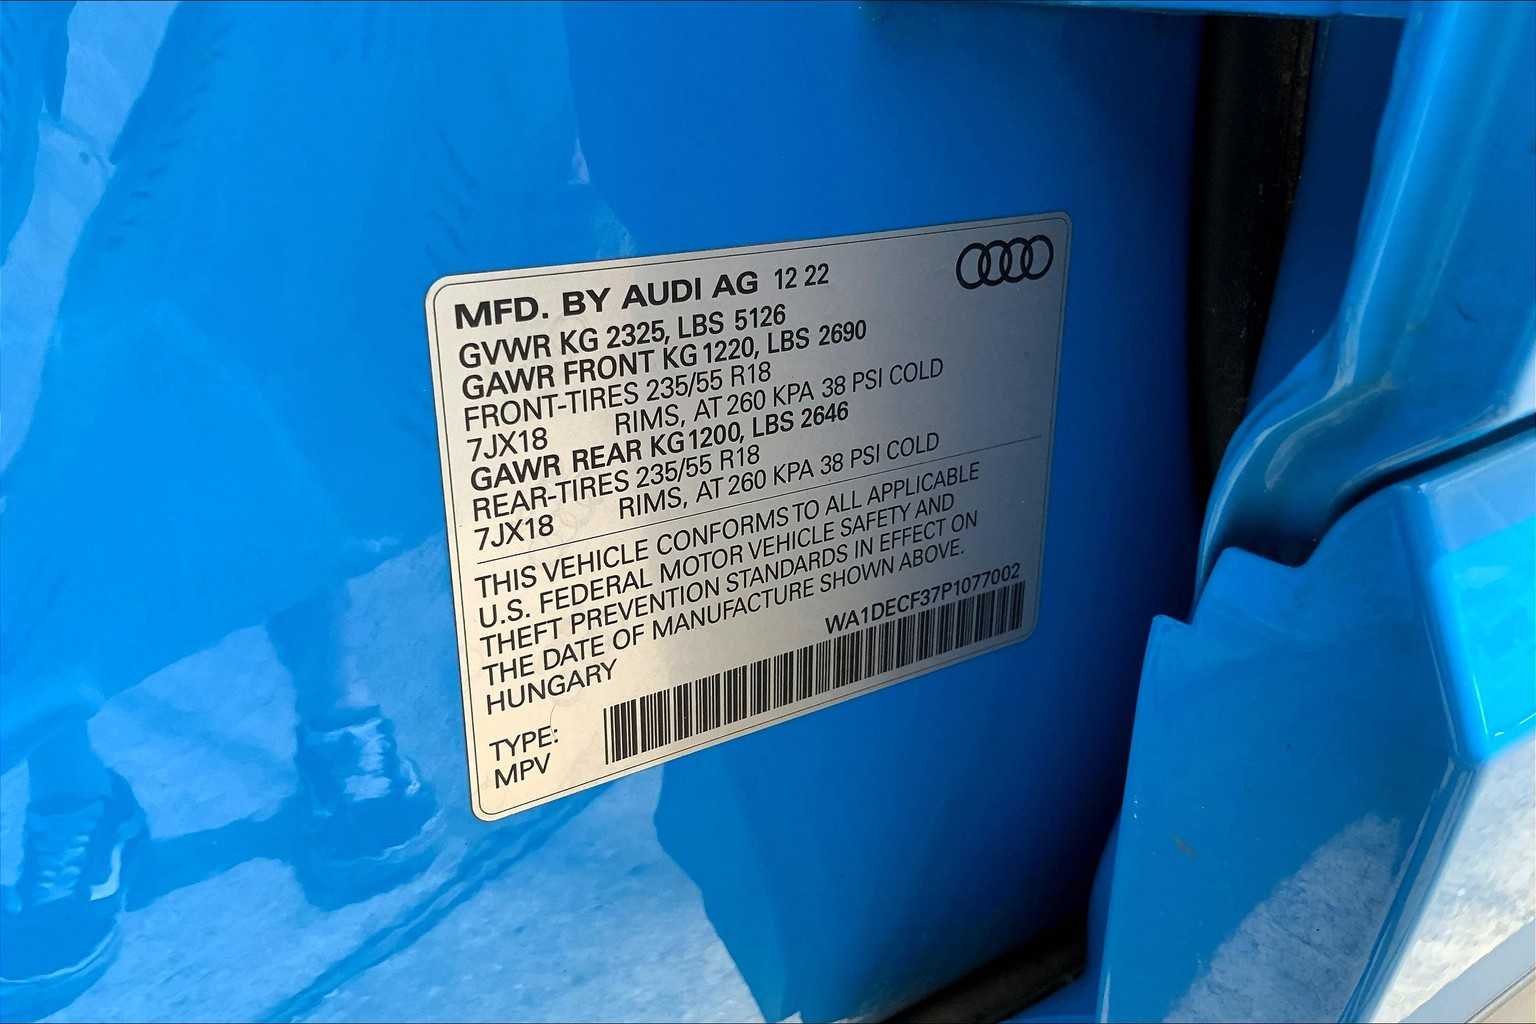 MFD. BY AUDI AG 12 22
GVWR KG 2325, LBS 5126
GAWR FRONT KG 1220, LBS 2690
FRONT-TIRES 235/55 R18
7JX18 RIMS, AT 260 KPA 38 PSI COLD
GAWR REAR KG 1200, LBS 2646
REAR-TIRES 235/55 R18
7JX18 RIMS, AT 260 KPA 38 PSI COLD
THIS VEHICLE CONFORMS TO ALL APPLICABLE
U.S. FEDERAL MOTOR VEHICLE SAFETY AND
THEFT PREVENTION STANDARDS IN EFFECT ON
THE DATE OF MANUFACTURE SHOWN ABOVE.
HUNGARY
WA1DECF37P1077002
TYPE:
MPV